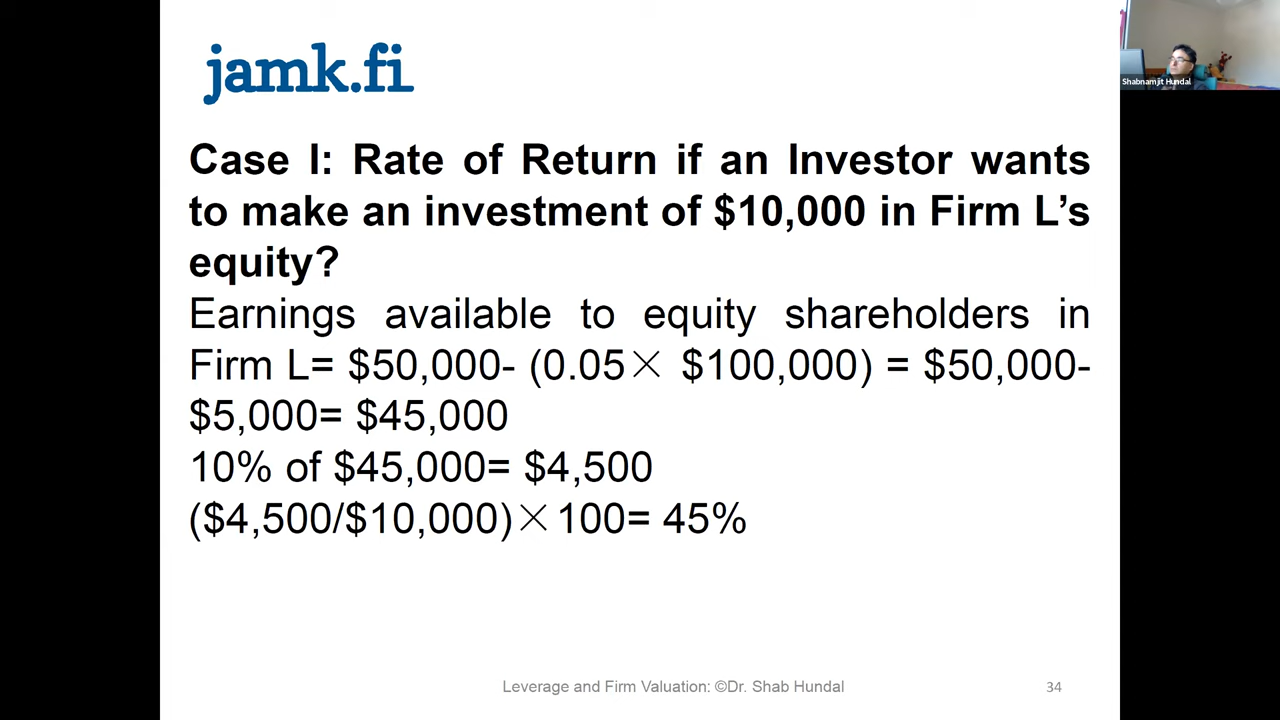 jamk.fi
Shabnamjit Hundal
Case I: Rate of Return if an Investor wants
to make an investment of $10,000 in Firm L’s
equity?
Earnings available to equity shareholders in
Firm L= $50,000- (0.05× $100,000) = $50,000-
$5,000= $45,000
10% of $45,000= $4,500
($4,500/$10,000)×100= 45%
Leverage and Firm Valuation: ©Dr. Shab Hundal
34